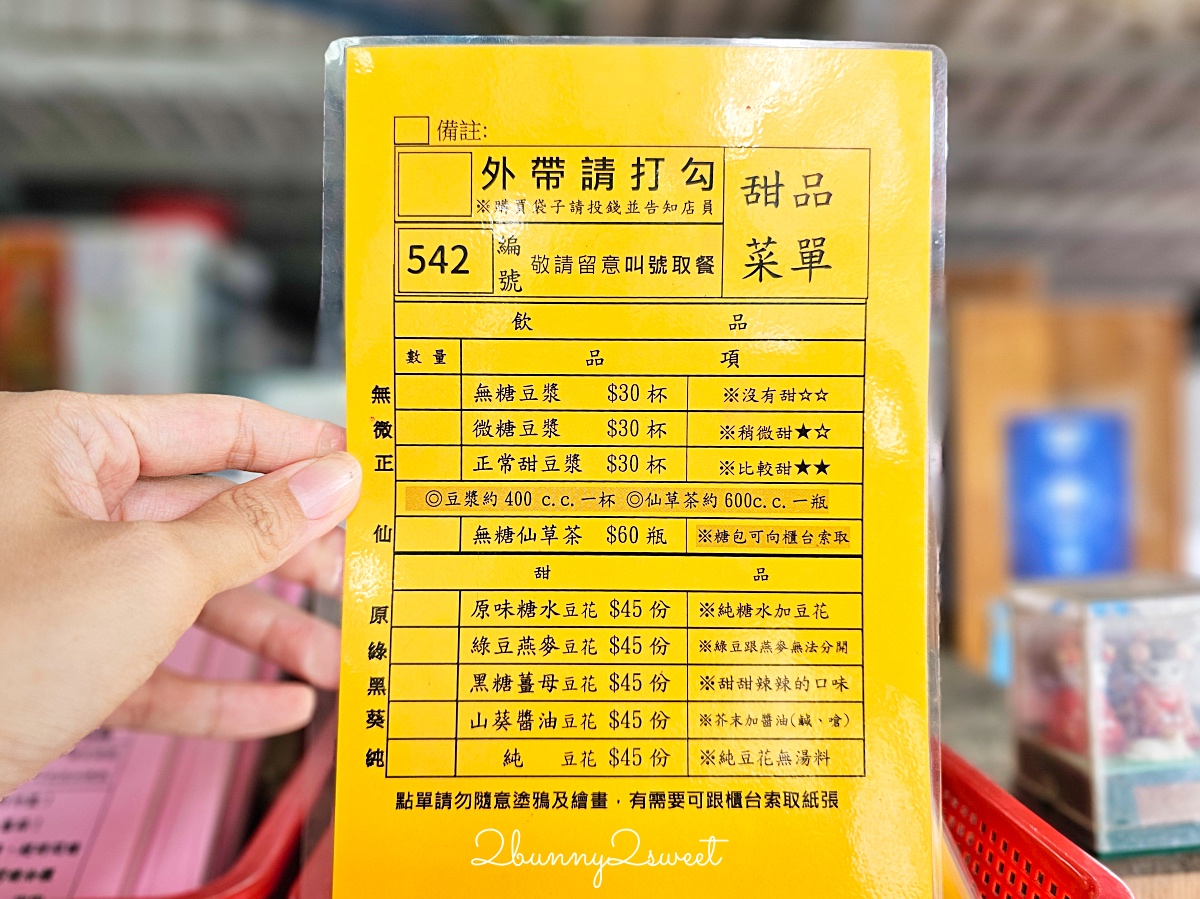 備註:
外帶請打勾
※購買袋子請投錢並告知店員
甜品
菜單
542 編號 敬請留意叫號取餐
飲 品
數量 品 項
無 無糖豆漿 $30 杯 ※沒有甜☆☆
微 微糖豆漿 $30 杯 ※稍微甜★☆
正 正常甜豆漿 $30 杯 ※比較甜★★
◎豆漿約 400 c.c. 一杯 ◎仙草茶約 600c.c. 一瓶
仙 無糖仙草茶 $60 瓶 ※糖包可向櫃台索取
甜 品
原 原味糖水豆花 $45 份 ※純糖水加豆花
綠 綠豆燕麥豆花 $45 份 ※綠豆跟燕麥無法分開
黑 黑糖薑母豆花 $45 份 ※甜甜辣辣的口味
葵 山葵醬油豆花 $45 份 ※芥末加醬油(鹹、嗆)
純 純 豆花 $45 份 ※純豆花無湯料
點單請勿隨意塗鴉及繪畫，有需要可跟櫃台索取紙張
2bunny2sweet